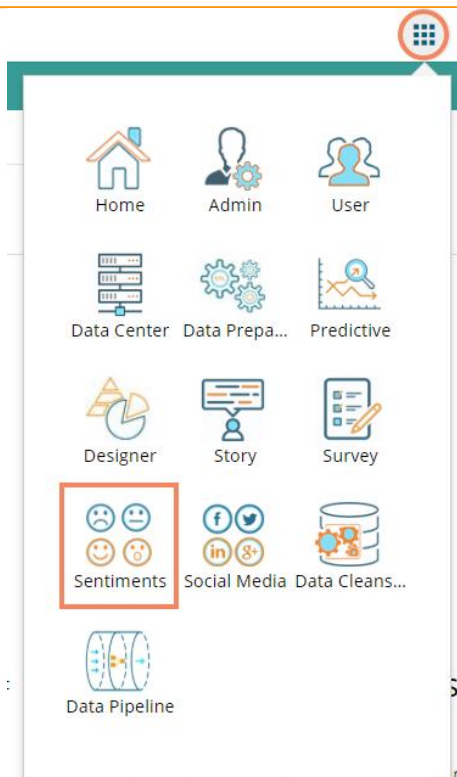 Home Admin User
Data Center Data Prepa... Predictive
Designer Story Survey
Sentiments Social Media Data Cleans...
Data Pipeline